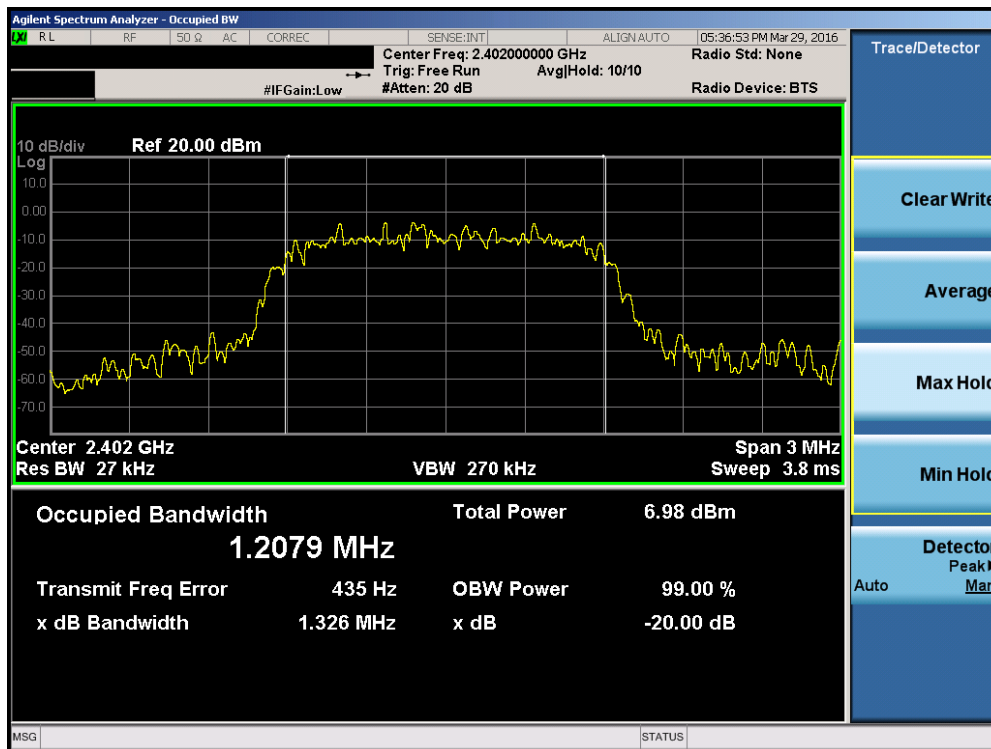 Agilent Spectrum Analyzer - Occupied BW
LXI RL RF 50 Ω AC CORREC SENSE:INT ALIGN AUTO 05:36:53 PM Mar 29, 2016
Center Freq: 2.402000000 GHz Radio Std: None
Trig: Free Run Avg|Hold: 10/10
#IFGain:Low #Atten: 20 dB Radio Device: BTS
10 dB/div Ref 20.00 dBm
Log
10.0
0.00
-10.0
-20.0
-30.0
-40.0
-50.0
-60.0
-70.0
Center 2.402 GHz Span 3 MHz
Res BW 27 kHz VBW 270 kHz Sweep 3.8 ms
Occupied Bandwidth Total Power 6.98 dBm
1.2079 MHz
Transmit Freq Error 435 Hz OBW Power 99.00 %
x dB Bandwidth 1.326 MHz x dB -20.00 dB
MSG STATUS
Trace/Detector
Clear Write
Average
Max Hold
Min Hold
Detector
Peak
Auto Man